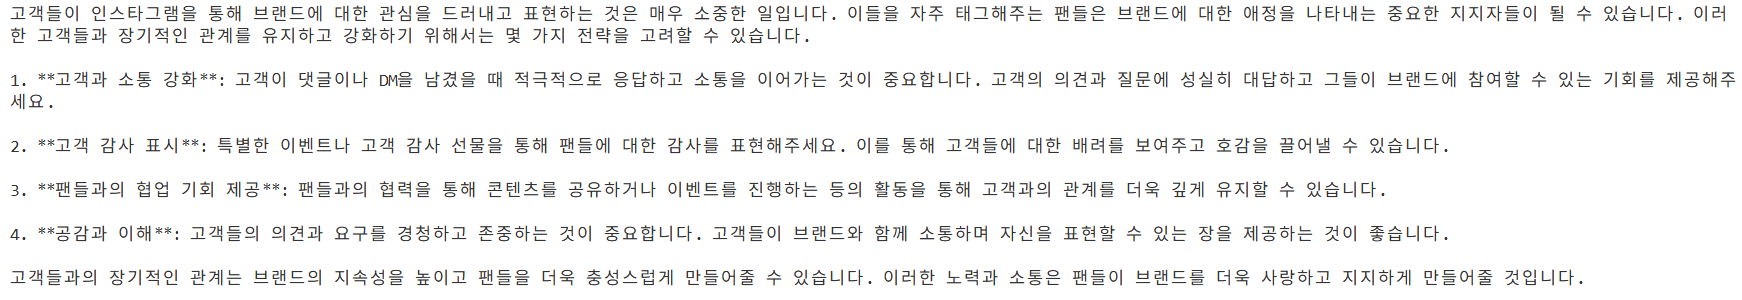 고객들이 인스타그램을 통해 브랜드에 대한 관심을 드러내고 표현하는 것은 매우 소중한 일입니다. 이들을 자주 태그해주는 팬들은 브랜드에 대한 애정을 나타내는 중요한 지지자들이 될 수 있습니다. 이러
한 고객들과 장기적인 관계를 유지하고 강화하기 위해서는 몇 가지 전략을 고려할 수 있습니다.
1. **고객과 소통 강화**: 고객이 댓글이나 DM을 남겼을 때 적극적으로 응답하고 소통을 이어가는 것이 중요합니다. 고객의 의견과 질문에 성실히 대답하고 그들이 브랜드에 참여할 수 있는 기회를 제공해주
세요.
2. **고객 감사 표시**: 특별한 이벤트나 고객 감사 선물을 통해 팬들에 대한 감사를 표현해주세요. 이를 통해 고객들에 대한 배려를 보여주고 호감을 끌어낼 수 있습니다.
3. **팬들과의 협업 기회 제공**: 팬들과의 협력을 통해 콘텐츠를 공유하거나 이벤트를 진행하는 등의 활동을 통해 고객과의 관계를 더욱 깊게 유지할 수 있습니다.
4. **공감과 이해**: 고객들의 의견과 요구를 경청하고 존중하는 것이 중요합니다. 고객들이 브랜드와 함께 소통하며 자신을 표현할 수 있는 장을 제공하는 것이 좋습니다.
고객들과의 장기적인 관계는 브랜드의 지속성을 높이고 팬들을 더욱 충성스럽게 만들어줄 수 있습니다. 이러한 노력과 소통은 팬들이 브랜드를 더욱 사랑하고 지지하게 만들어줄 것입니다.